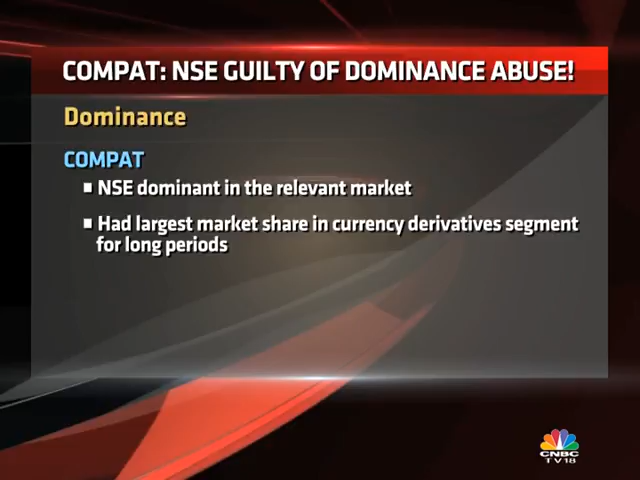 COMPAT: NSE GUILTY OF DOMINANCE ABUSE!
Dominance
COMPAT
▪ NSE dominant in the relevant market
▪ Had largest market share in currency derivatives segment
for long periods
CNBC
TV18